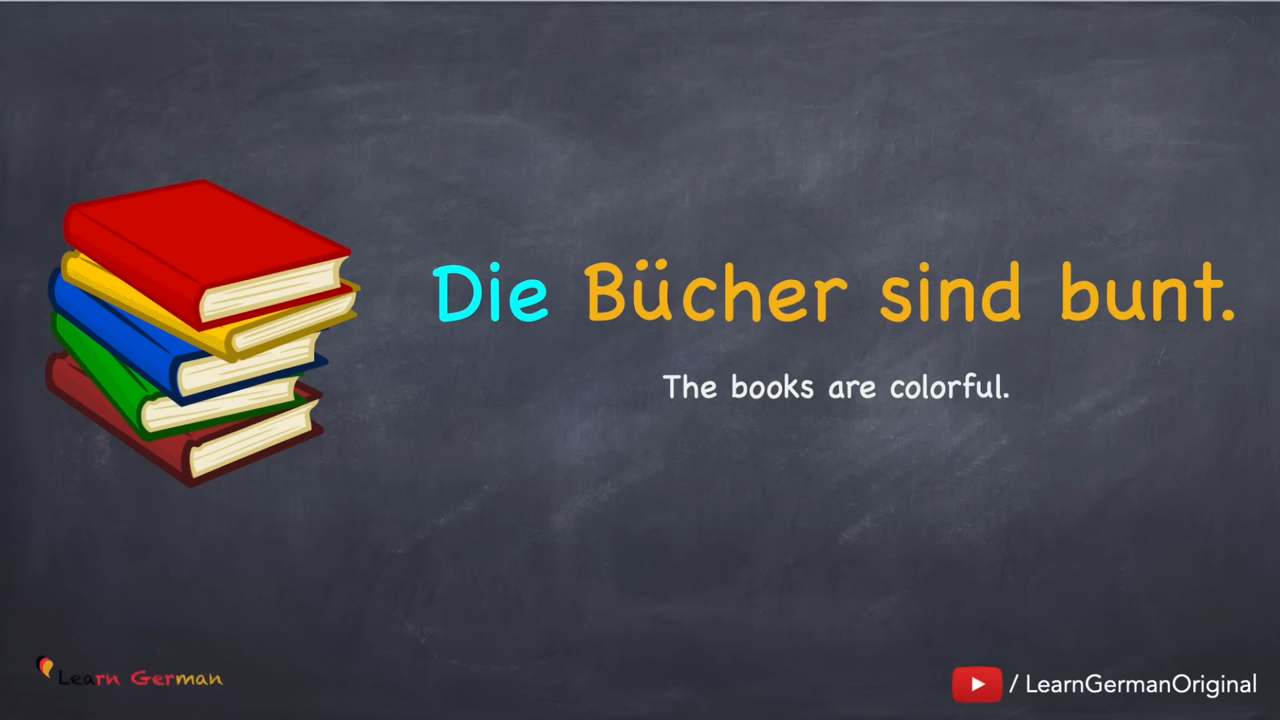 Die Bücher sind bunt.
The books are colorful.
Learn German
/ LearnGermanOriginal